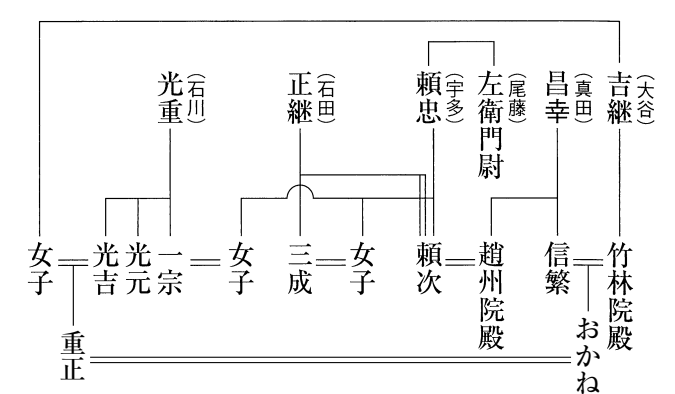 吉継
(大谷)
昌幸
(真田)
左衛門尉
(尾藤)
頼忠
(宇多)
正継
(石田)
光重
(石川)
竹林院殿
信繁
趙州院殿
頼次
女子
三成
女子
一宗
光元
光吉
女子
おかね
重正